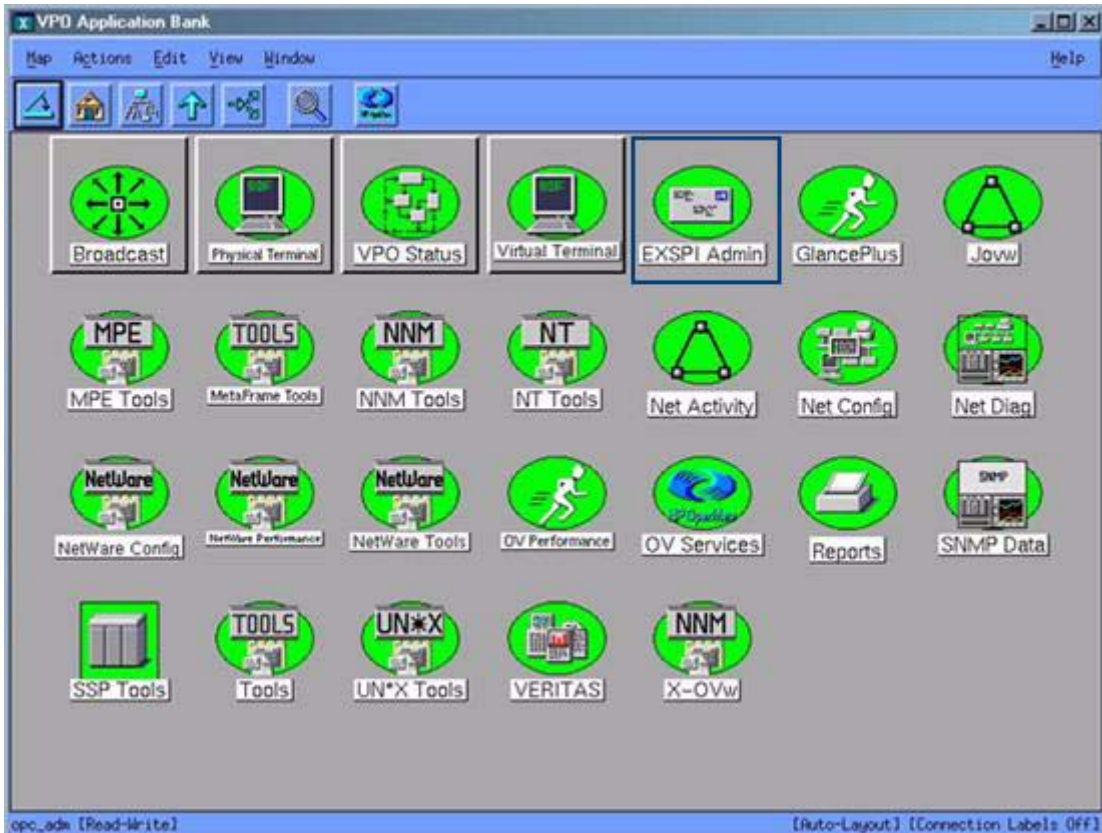 VPO Application Bank
Map Actions Edit View Window Help
Broadcast
Physical Terminal
VPO Status
Virtual Terminal
EXSPI Admin
GlancePlus
Jovw
MPE
MPE Tools
TOOLS
MetaFrame Tools
NNM
NNM Tools
NT
NT Tools
Net Activity
Net Config
Net Diag
NetWare
NetWare Config
NetWare
NetWare Performance
NetWare
NetWare Tools
OV Performance
HP OpenView
OV Services
Reports
SNMP
SNMP Data
SSP Tools
TOOLS
Tools
UN*X
UN*X Tools
VERITAS
NNM
X-OVw
opc_adm [Read-Write] [Auto-Layout] [Connection Labels Off]